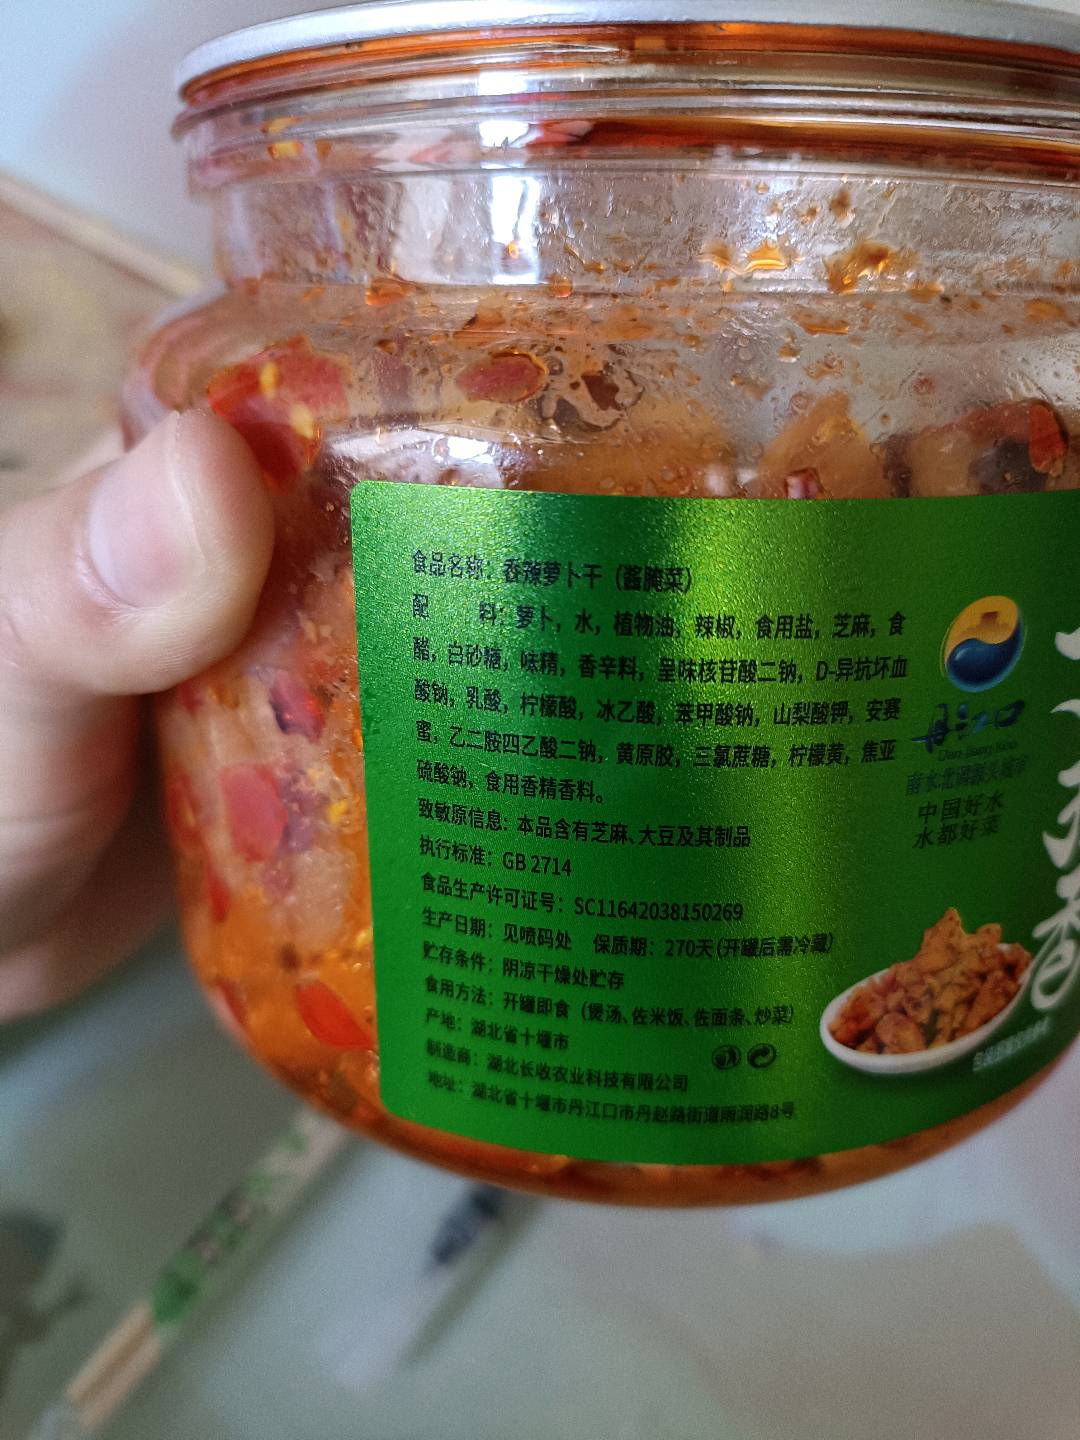 食品名称：香辣萝卜干（酱腌菜）
配 料：萝卜，水，植物油，辣椒，食用盐，芝麻，食
醋，白砂糖，味精，香辛料，呈味核苷酸二钠，D-异抗坏血
酸钠，乳酸，柠檬酸，冰乙酸，苯甲酸钠，山梨酸钾，安赛
蜜，乙二胺四乙酸二钠，黄原胶，三氯蔗糖，柠檬黄，焦亚
硫酸钠，食用香精香料。
致敏原信息：本品含有芝麻、大豆及其制品
执行标准：GB 2714
食品生产许可证号：SC11642038150269
生产日期：见喷码处 保质期：270天(开罐后需冷藏)
贮存条件：阴凉干燥处贮存
食用方法：开罐即食（煲汤、佐米饭、佐面条、炒菜）
产地：湖北省十堰市
制造商：湖北长收农业科技有限公司
地址：湖北省十堰市丹江口市丹赵路街道雨润路8号
丹江口
Dan Jiang Kou
南水北调源头城市
中国好水
水都好菜